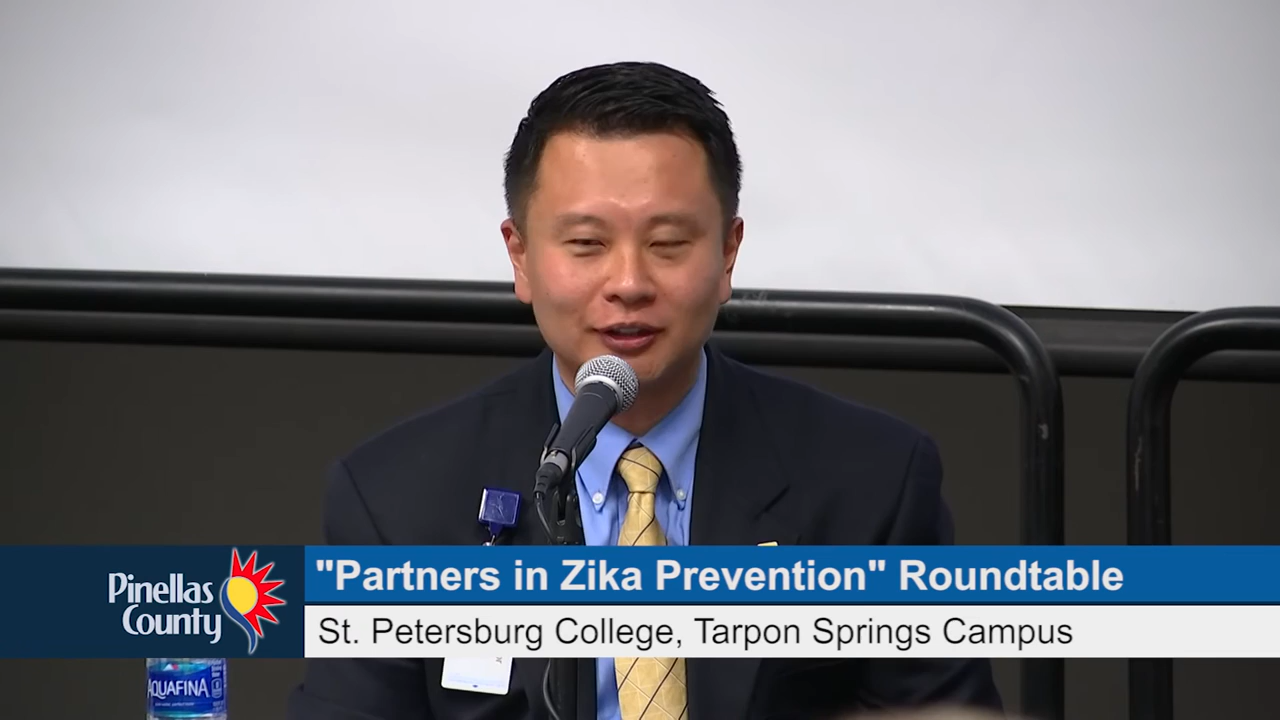 "Partners in Zika Prevention" Roundtable
Pinellas
County
St. Petersburg College, Tarpon Springs Campus
AQUAFINA